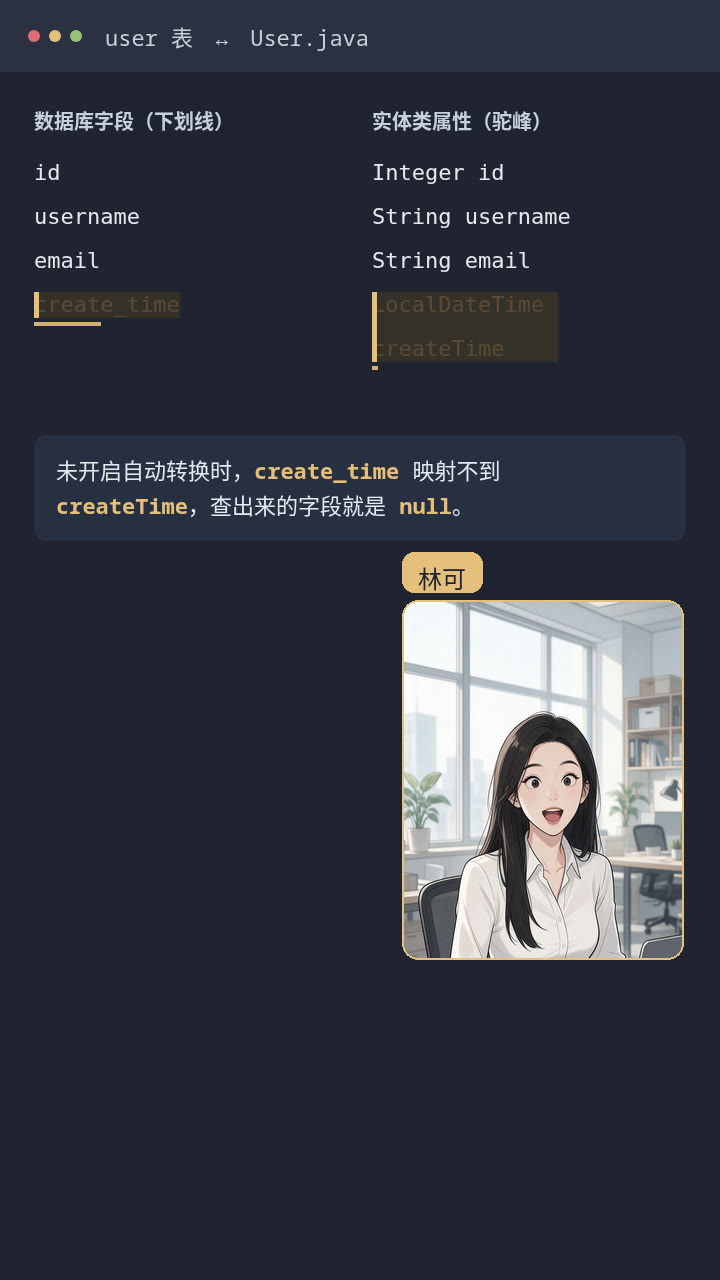 user 表 ↔ User.java
数据库字段（下划线）
id
username
email
create_time
实体类属性（驼峰）
Integer id
String username
String email
LocalDateTime
createTime
未开启自动转换时，create_time 映射不到
createTime，查出来的字段就是 null。
林可